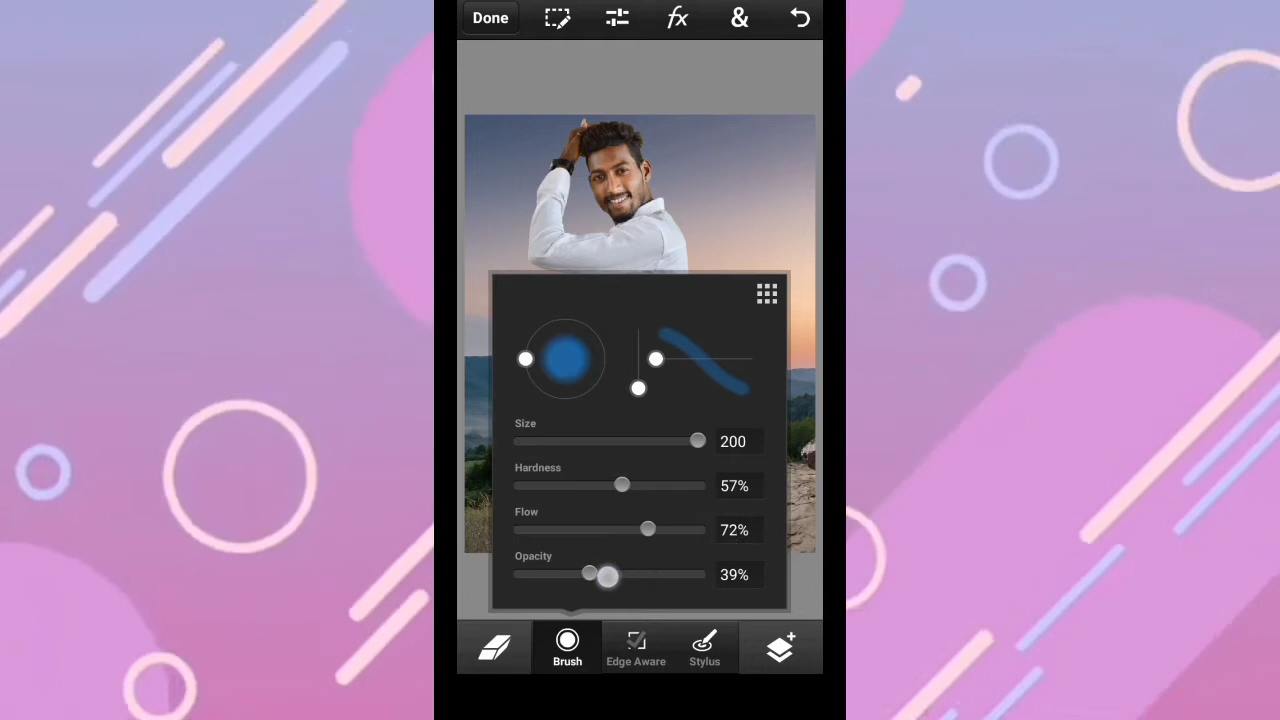 Done fx &
Size
200
Hardness
57%
Flow
72%
Opacity
39%
Brush Edge Aware Stylus